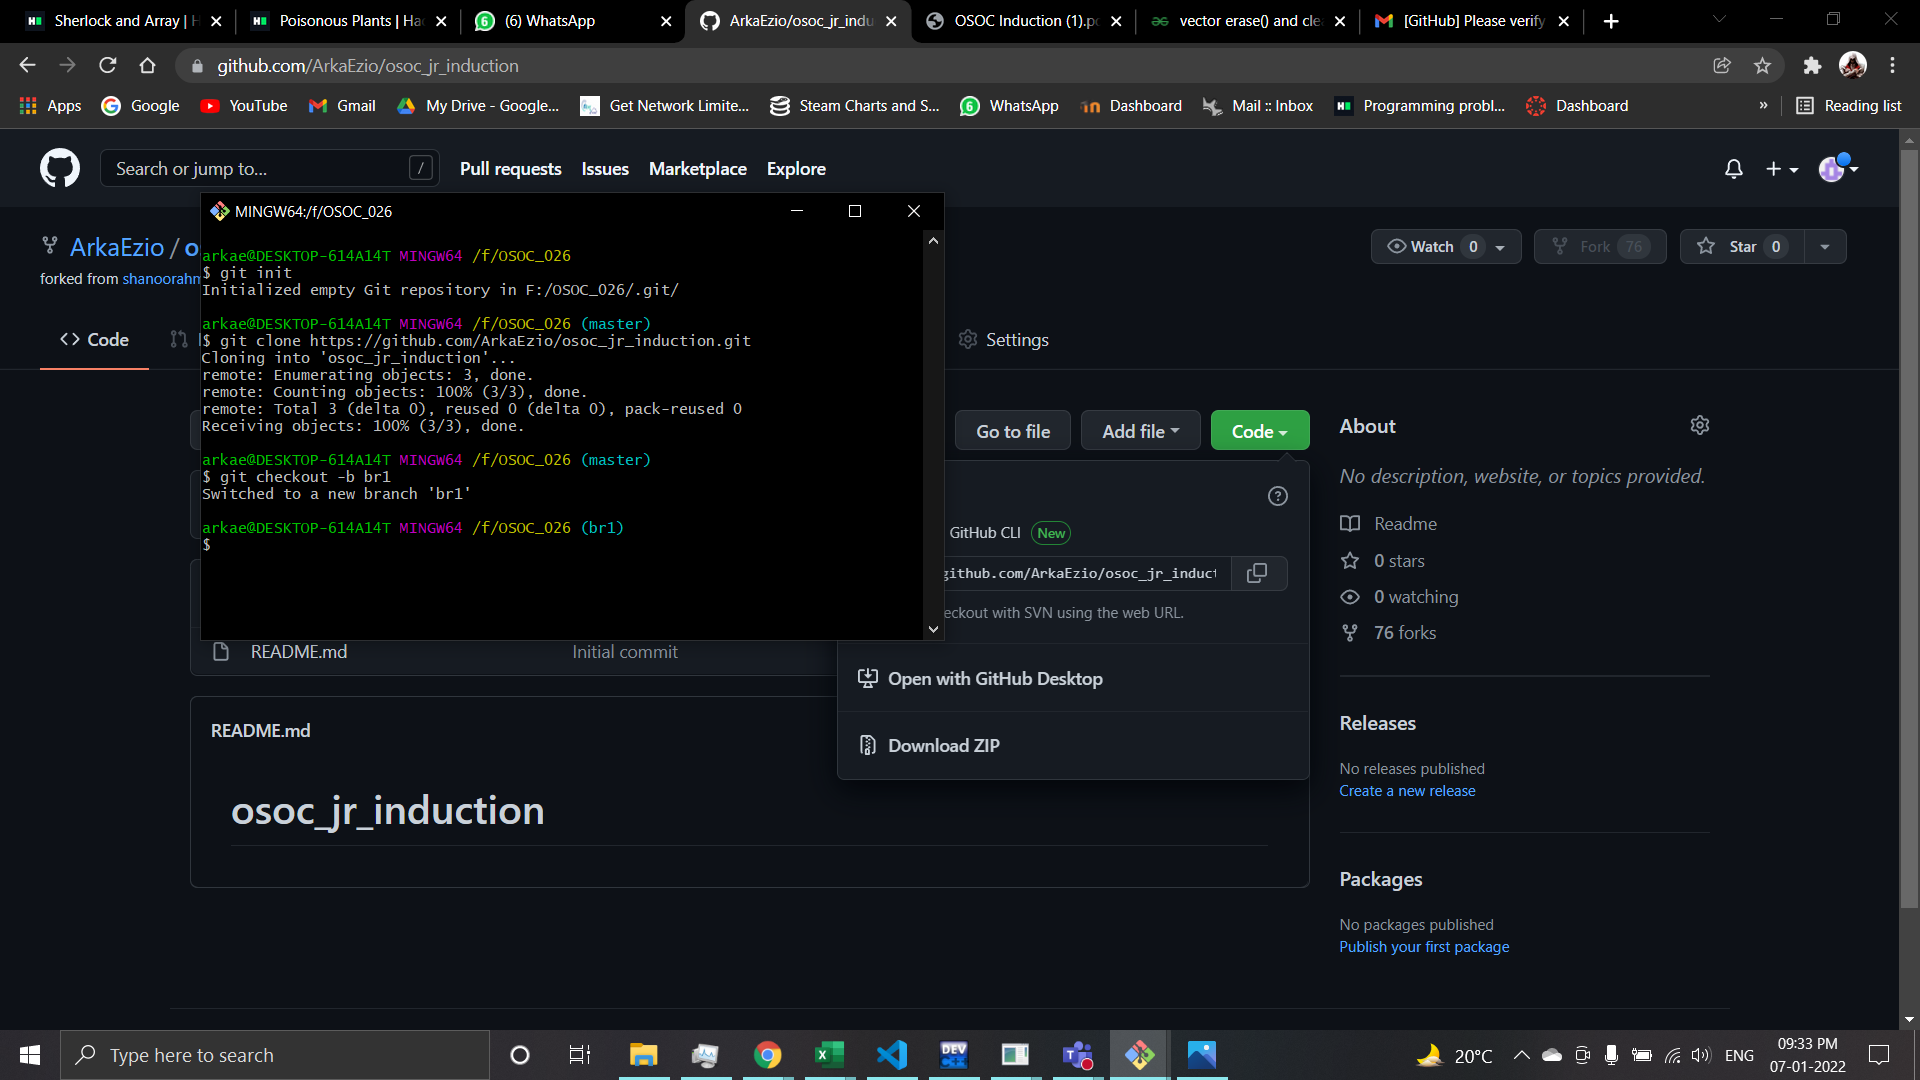 Sherlock and Array | H
Poisonous Plants | Hac
(6) WhatsApp
ArkaEzio/osoc_jr_indu
OSOC Induction (1).pd
vector erase() and cle
[GitHub] Please verify
github.com/ArkaEzio/osoc_jr_induction
Apps
Google
YouTube
Gmail
My Drive - Google...
Get Network Limite...
Steam Charts and S...
WhatsApp
Dashboard
Mail :: Inbox
Programming probl...
Dashboard
»
Reading list
Search or jump to...
/
Pull requests
Issues
Marketplace
Explore
MINGW64:/f/OSOC_026
arkae@DESKTOP-614A14T MINGW64 /f/OSOC_026
$ git init
Initialized empty Git repository in F:/OSOC_026/.git/
arkae@DESKTOP-614A14T MINGW64 /f/OSOC_026 (master)
$ git clone https://github.com/ArkaEzio/osoc_jr_induction.git
Cloning into 'osoc_jr_induction'...
remote: Enumerating objects: 3, done.
remote: Counting objects: 100% (3/3), done.
remote: Total 3 (delta 0), reused 0 (delta 0), pack-reused 0
Receiving objects: 100% (3/3), done.
arkae@DESKTOP-614A14T MINGW64 /f/OSOC_026 (master)
$ git checkout -b br1
Switched to a new branch 'br1'
arkae@DESKTOP-614A14T MINGW64 /f/OSOC_026 (br1)
$
ArkaEzio / o
forked from shanoorahm
Watch 0
Fork 76
Star 0
Code
Settings
Go to file
Add file
Code
GitHub CLI New
github.com/ArkaEzio/osoc_jr_induct
eckout with SVN using the web URL.
Open with GitHub Desktop
Download ZIP
README.md
Initial commit
README.md
osoc_jr_induction
About
No description, website, or topics provided.
Readme
0 stars
0 watching
76 forks
Releases
No releases published
Create a new release
Packages
No packages published
Publish your first package
Type here to search
DEV
20°C
ENG
09:33 PM
07-01-2022